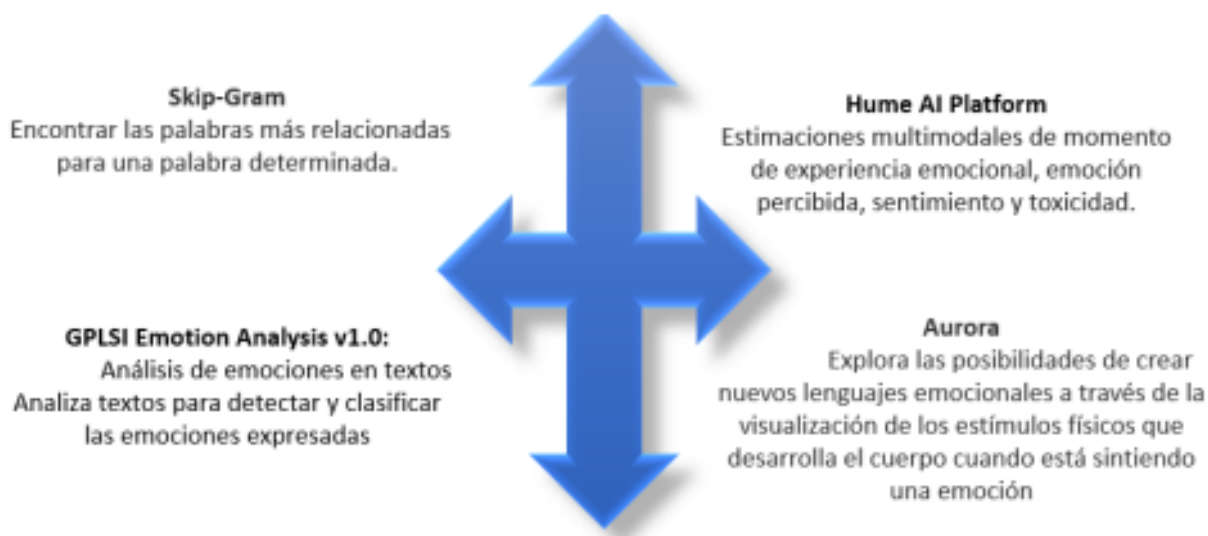 Skip-Gram
Encontrar las palabras más relacionadas
para una palabra determinada.
Hume AI Platform
Estimaciones multimodales de momento
de experiencia emocional, emoción
percibida, sentimiento y toxicidad.
GPLSI Emotion Analysis v1.0:
Análisis de emociones en textos
Analiza textos para detectar y clasificar
las emociones expresadas
Aurora
Explora las posibilidades de crear
nuevos lenguajes emocionales a través de la
visualización de los estímulos físicos que
desarrolla el cuerpo cuando está sintiendo
una emoción